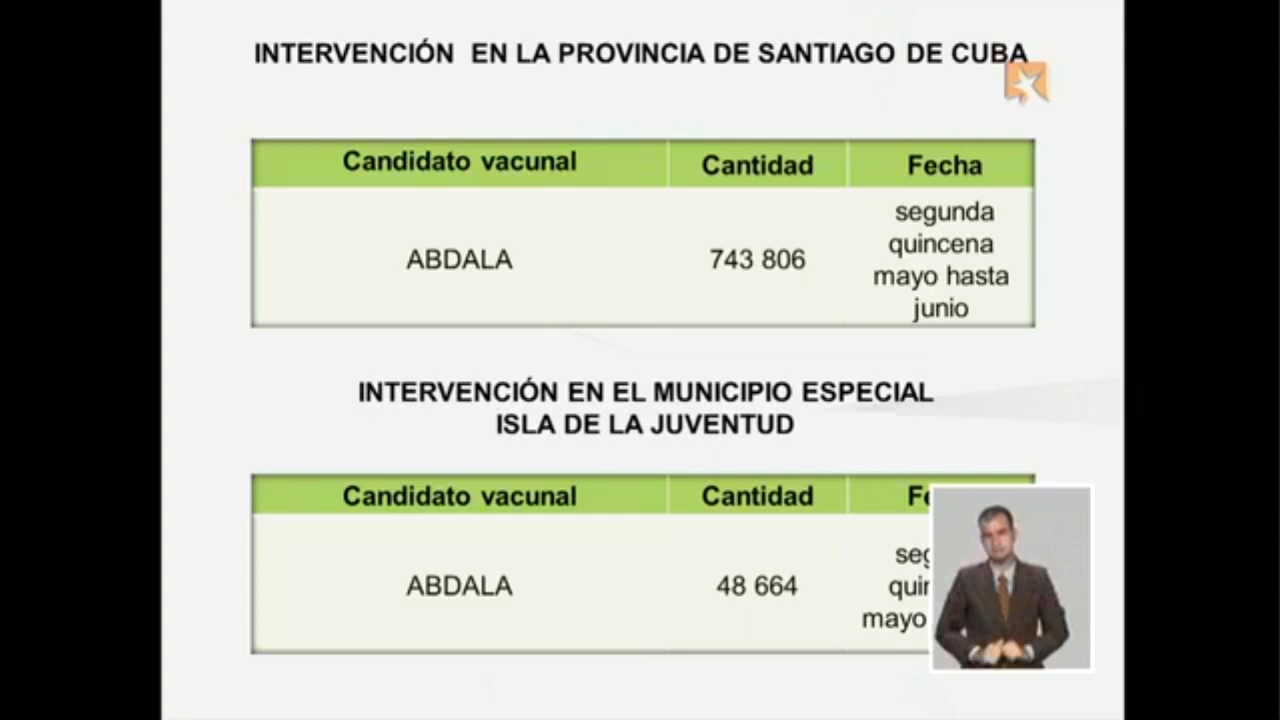 INTERVENCIÓN EN LA PROVINCIA DE SANTIAGO DE CUBA
Candidato vacunal Cantidad Fecha
ABDALA 743 806 segunda
quincena
mayo hasta
junio
INTERVENCIÓN EN EL MUNICIPIO ESPECIAL
ISLA DE LA JUVENTUD
Candidato vacunal Cantidad
ABDALA 48 664
mayo